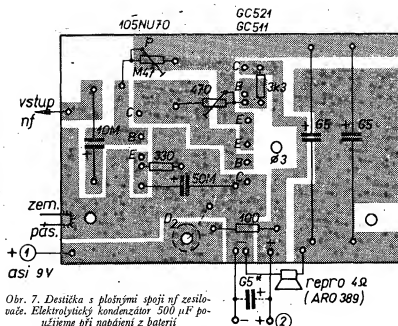 105NU70
GC521
GC511
M47
C
470
C
B
3k3
vstup
nf
10M
C
B
E
E
G5
G5
B
ø3
E
330
50M
C
zem.
pás.
D2
100
+ 1
asi 9V
G5*
repro 4Ω
(ARO 389)
- + 2
Obr. 7. Destička s plošnými spoji nf zesilo-
vače. Elektrolytický kondenzátor 500 μF po-
užijeme při napájení z baterií